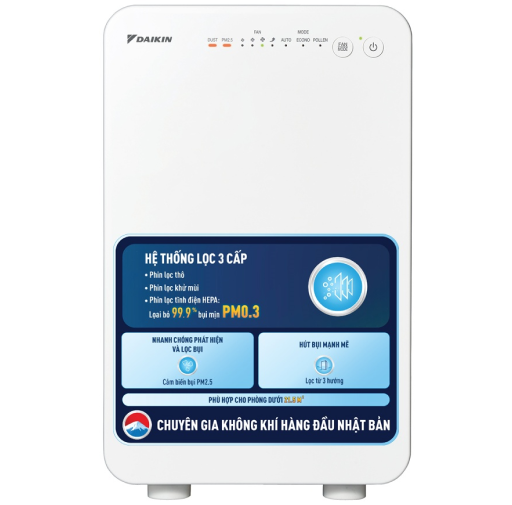 DAIKIN
FAN
MODE
DUST PM2.5
AUTO ECONO POLLEN
HỆ THỐNG LỌC 3 CẤP
• Phin lọc thô
• Phin lọc khử mùi
• Phin lọc tĩnh điện HEPA:
Loại bỏ 99.9% bụi mịn PM0.3
NHANH CHÓNG PHÁT HIỆN
VÀ LỌC BỤI
Cảm biến bụi PM2.5
HÚT BỤI MẠNH MẼ
Lọc từ 3 hướng
PHÙ HỢP CHO PHÒNG DƯỚI
CHUYÊN GIA KHÔNG KHÍ HÀNG ĐẦU NHẬT BẢN